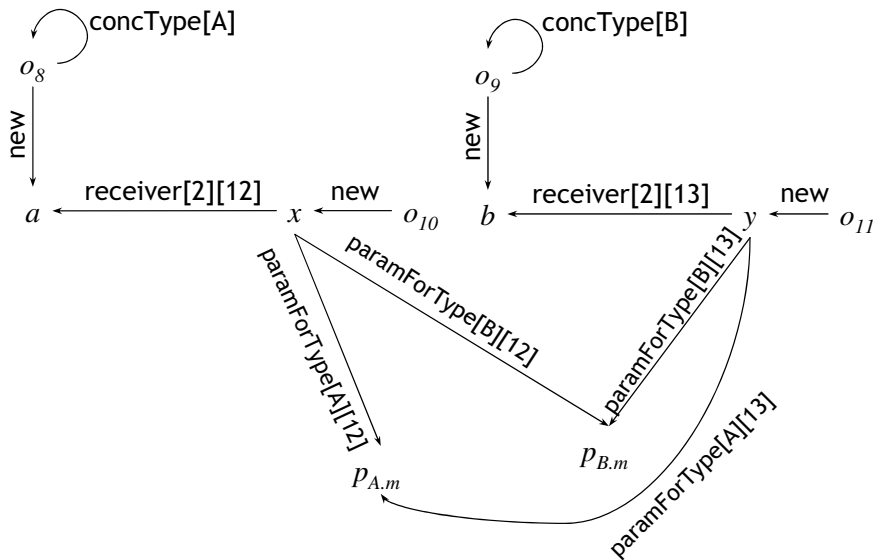 concType[A]
concType[B]
o8
o9
new
new
receiver[2][12]
new
receiver[2][13]
new
a
x
o10
b
y
o11
paramForType[A][12]
paramForType[B][12]
paramForType[B][13]
paramForType[A][13]
pA.m
pB.m